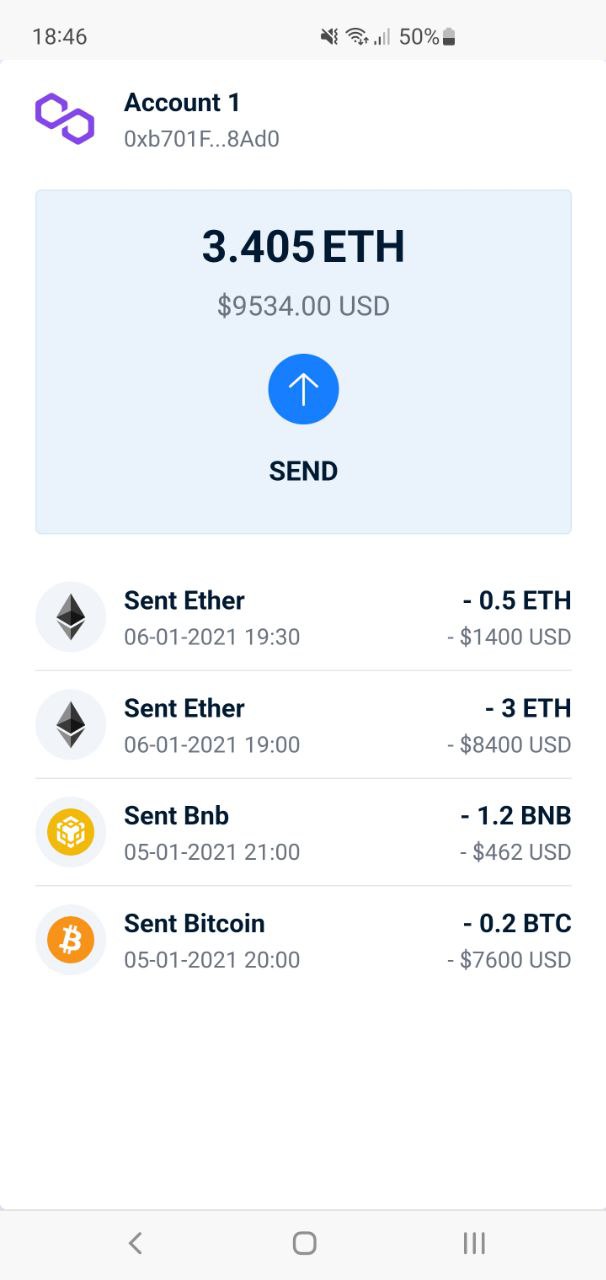 18:46 50%
Account 1
0xb701F...8Ad0
3.405 ETH
$9534.00 USD
SEND
Sent Ether - 0.5 ETH
06-01-2021 19:30 - $1400 USD
Sent Ether - 3 ETH
06-01-2021 19:00 - $8400 USD
Sent Bnb - 1.2 BNB
05-01-2021 21:00 - $462 USD
Sent Bitcoin - 0.2 BTC
05-01-2021 20:00 - $7600 USD